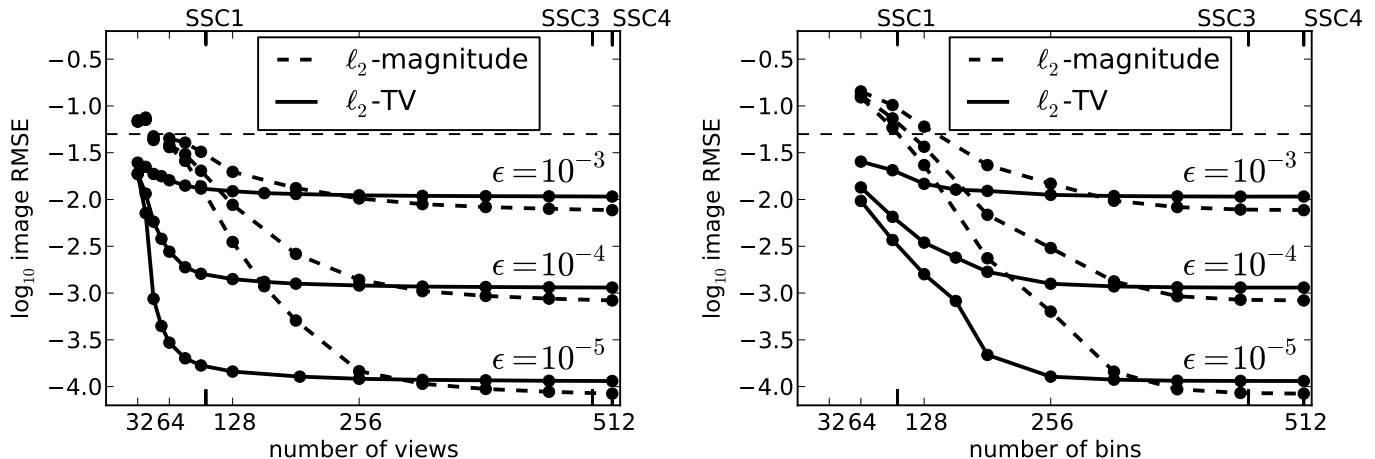 SSC1 SSC3 SSC4
ℓ₂-magnitude
ℓ₂-TV
−0.5
−1.0
−1.5
−2.0
−2.5
−3.0
−3.5
−4.0
log₁₀ image RMSE
ϵ=10⁻³
ϵ=10⁻⁴
ϵ=10⁻⁵
32 64 128 256 512
number of views
SSC1 SSC3 SSC4
ℓ₂-magnitude
ℓ₂-TV
−0.5
−1.0
−1.5
−2.0
−2.5
−3.0
−3.5
−4.0
log₁₀ image RMSE
ϵ=10⁻³
ϵ=10⁻⁴
ϵ=10⁻⁵
32 64 128 256 512
number of bins